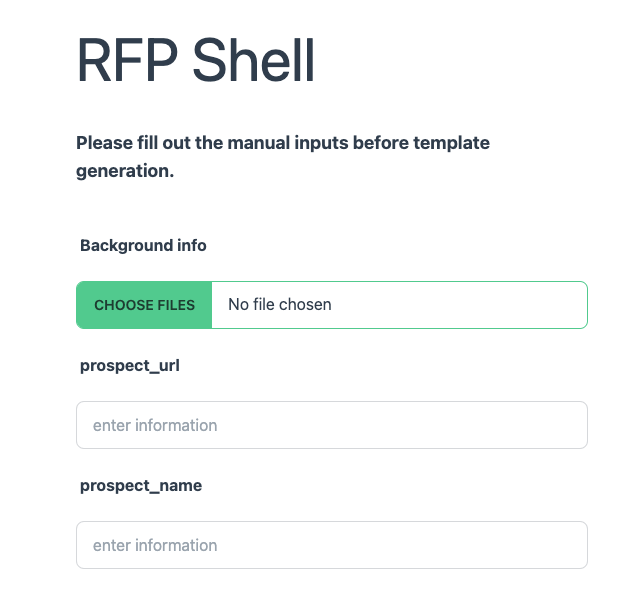 RFP Shell
Please fill out the manual inputs before template
generation.
Background info
CHOOSE FILES No file chosen
prospect_url
enter information
prospect_name
enter information